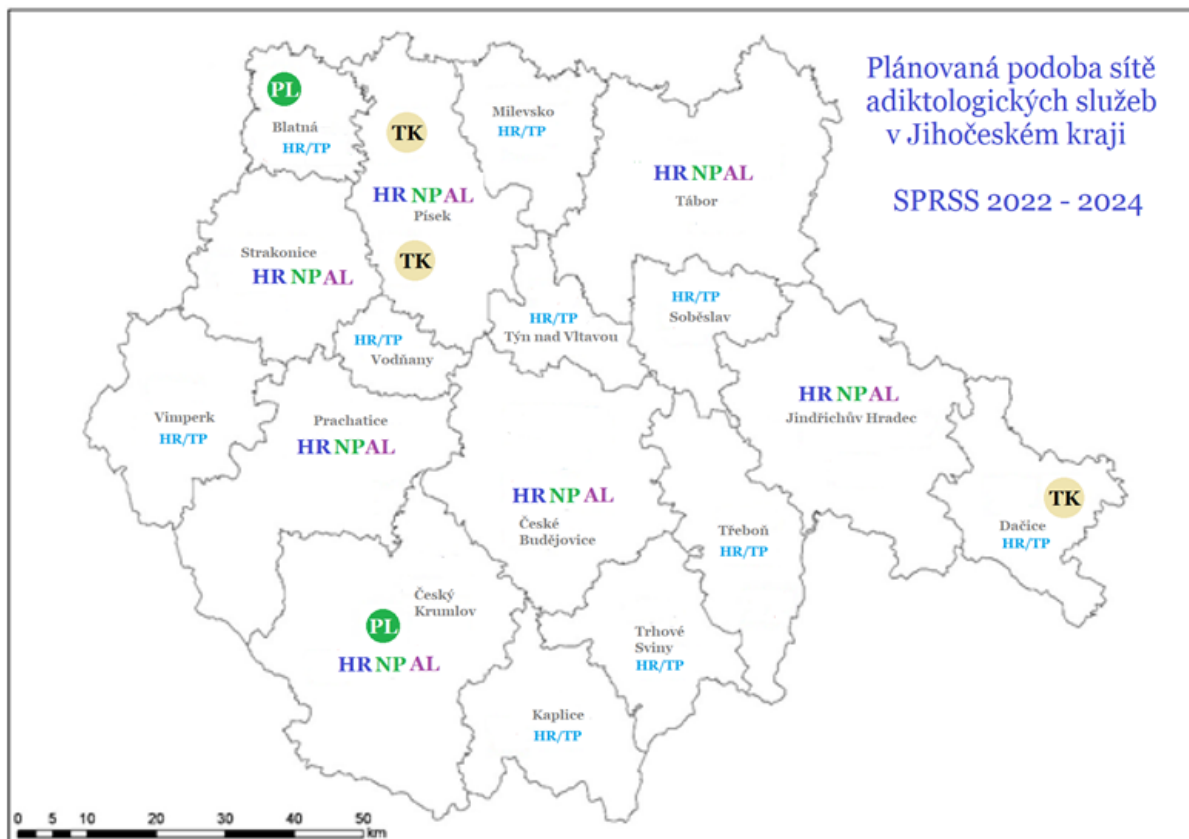 Plánovaná podoba sítě
adiktologických služeb
v Jihočeském kraji
SPRSS 2022 - 2024
PL
Blatná
HR/TP
TK
HR NP AL
Písek
TK
Milevsko
HR/TP
HR NP AL
Tábor
Strakonice
HR NP AL
HR/TP
Vodňany
HR/TP
Týn nad Vltavou
HR/TP
Soběslav
Vimperk
HR/TP
Prachatice
HR NP AL
HR NP AL
České
Budějovice
HR NP AL
Jindřichův Hradec
TK
Dačice
HR/TP
Třeboň
HR/TP
Český
Krumlov
PL
HR NP AL
Trhové
Sviny
HR/TP
Kaplice
HR/TP
0 5 10 20 30 40 50
km